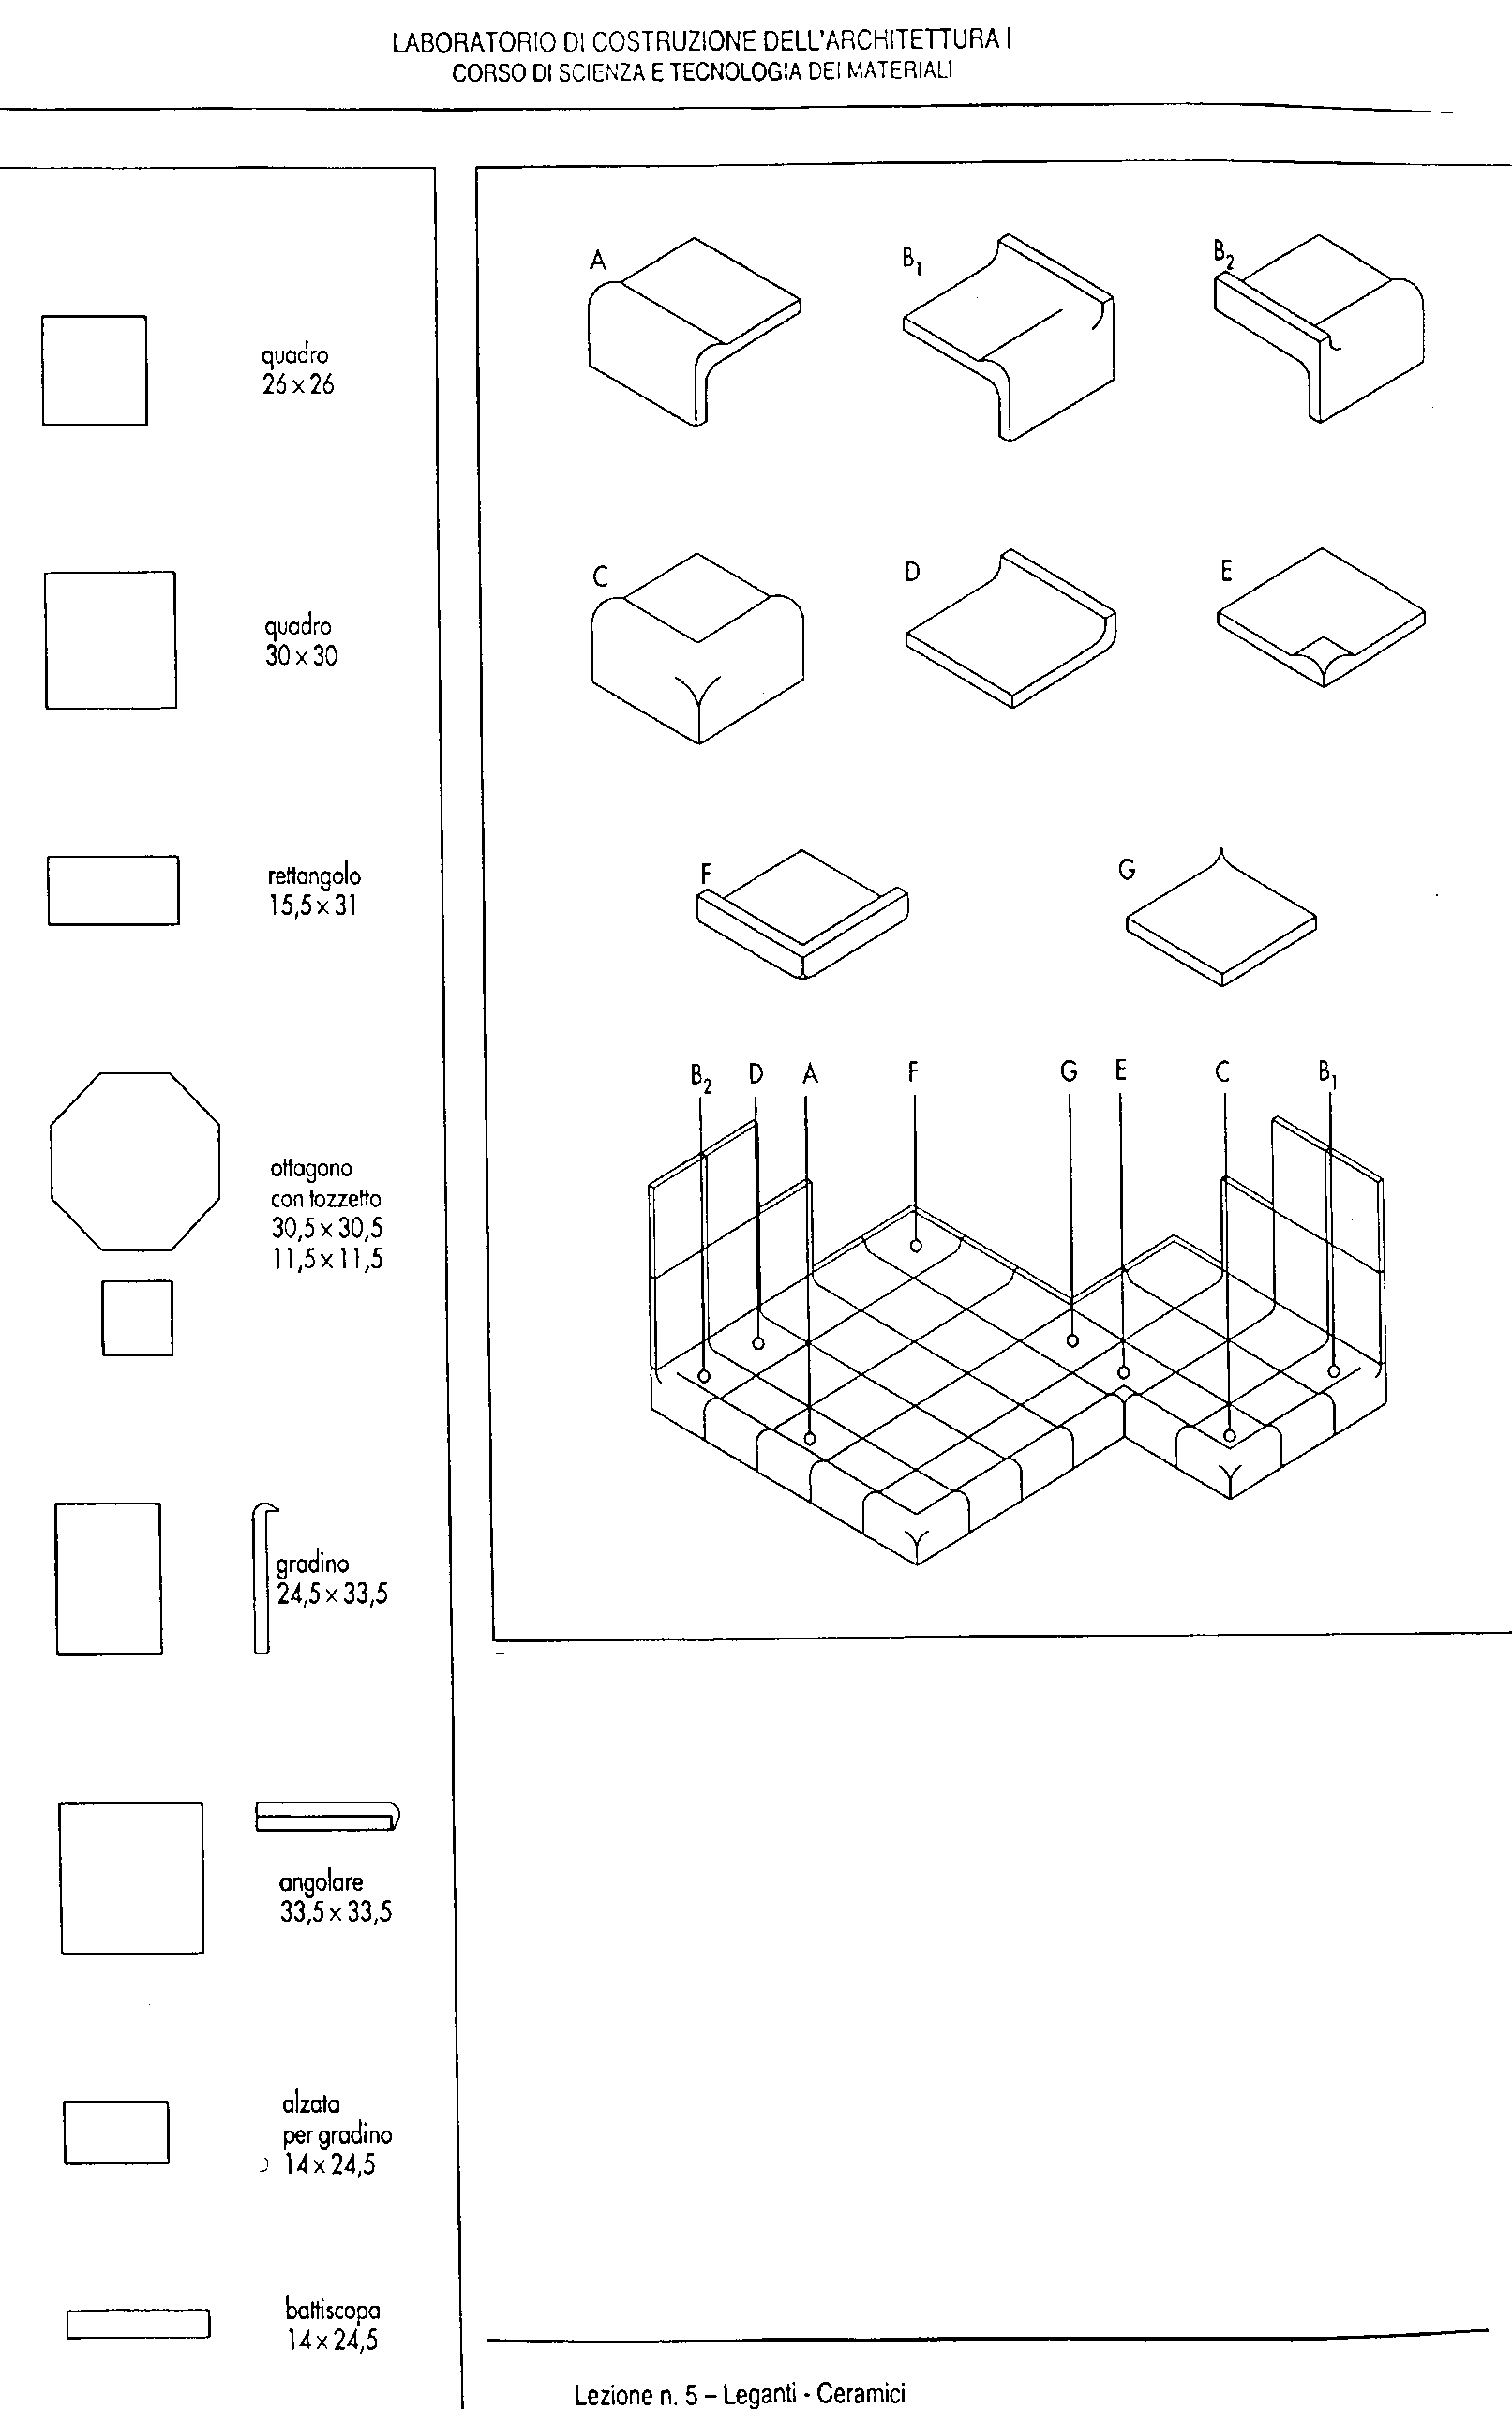 LABORATORIO DI COSTRUZIONE DELL'ARCHITETTURA I
CORSO DI SCIENZA E TECNOLOGIA DEI MATERIALI
quadro
26 x 26
quadro
30 x 30
rettangolo
15,5 x 31
ottagono
con tozzetto
30,5 x 30,5
11,5 x 11,5
gradino
24,5 x 33,5
angolare
33,5 x 33,5
alzata
per gradino
14 x 24,5
battiscopa
14 x 24,5
A B₁ B₂
C D E
F G
B₂ D A F G E C B₁
Lezione n. 5 – Leganti - Ceramici